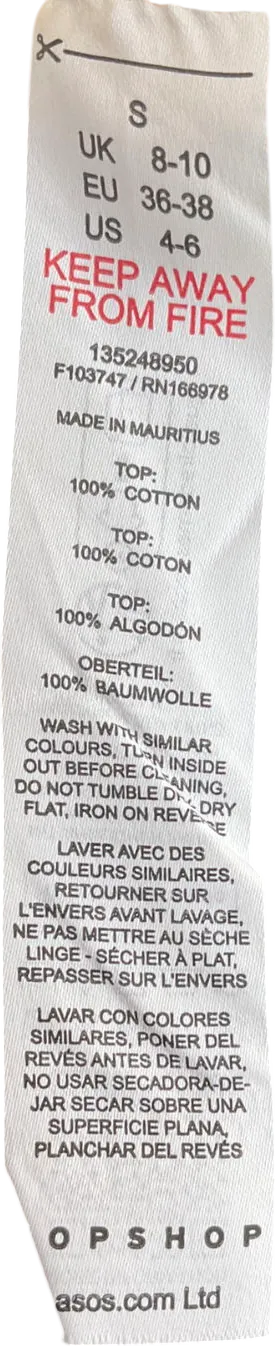 S
UK 8-10
EU 36-38
US 4-6
KEEP AWAY
FROM FIRE
135248950
F103747 / RN166978
MADE IN MAURITIUS
TOP:
100% COTTON
TOP:
100% COTON
TOP:
100% ALGODÓN
OBERTEIL:
100% BAUMWOLLE
WASH WITH SIMILAR
COLOURS, TURN INSIDE
OUT BEFORE CLEANING,
DO NOT TUMBLE DRY, DRY
FLAT, IRON ON REVERSE
LAVER AVEC DES
COULEURS SIMILAIRES,
RETOURNER SUR
L'ENVERS AVANT LAVAGE,
NE PAS METTRE AU SÈCHE
LINGE - SÉCHER À PLAT,
REPASSER SUR L'ENVERS
LAVAR CON COLORES
SIMILARES, PONER DEL
REVÉS ANTES DE LAVAR,
NO USAR SECADORA-DE-
JAR SECAR SOBRE UNA
SUPERFICIE PLANA,
PLANCHAR DEL REVÉS
OPSHOP
asos.com Ltd